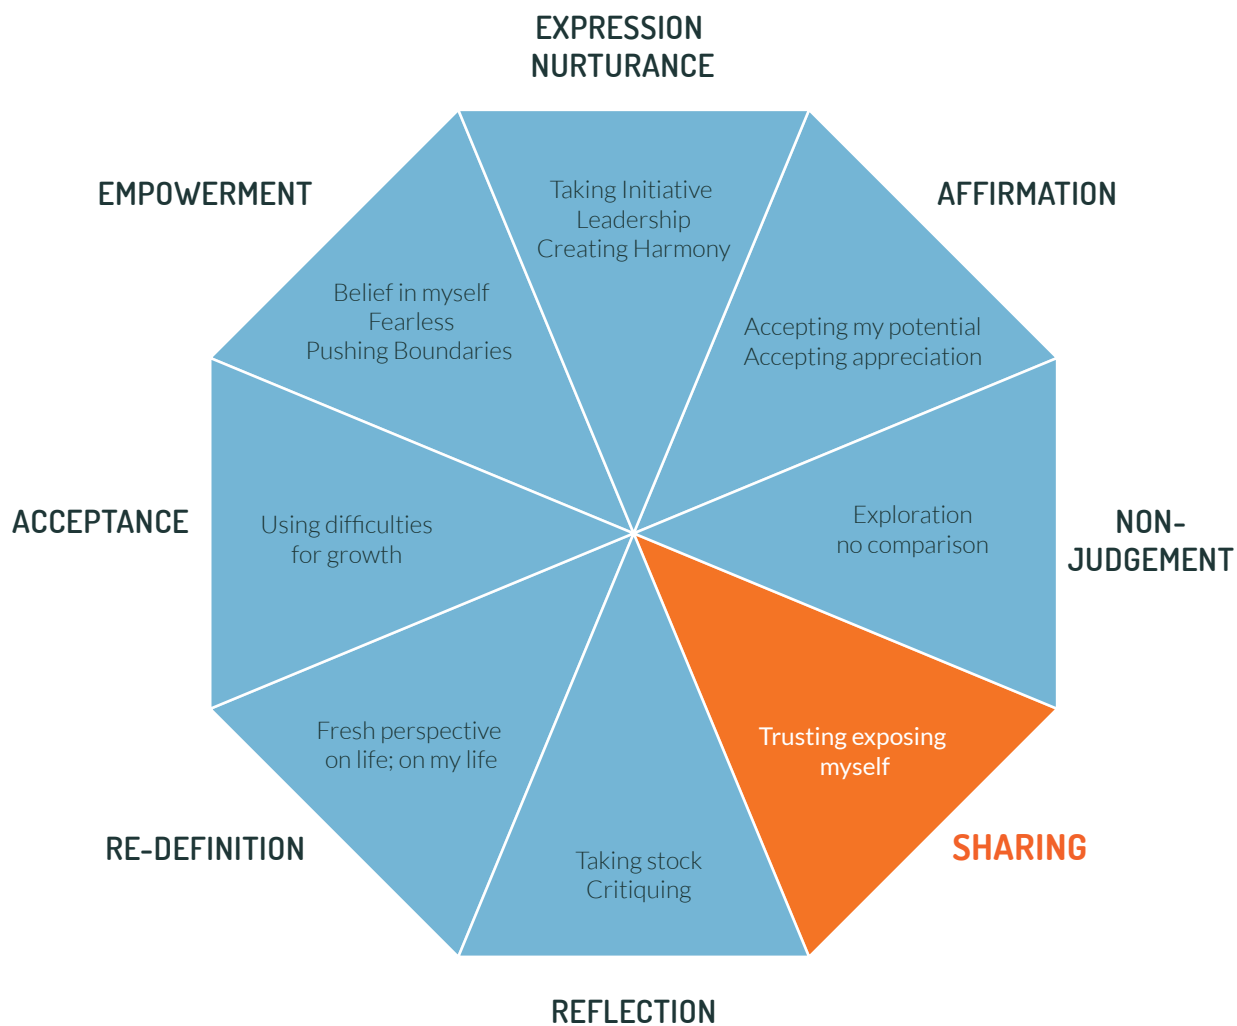 EXPRESSION
NURTURANCE
Taking Initiative
Leadership
Creating Harmony
AFFIRMATION
Accepting my potential
Accepting appreciation
NON-
JUDGEMENT
Exploration
no comparison
SHARING
Trusting exposing
myself
REFLECTION
Taking stock
Critiquing
RE-DEFINITION
Fresh perspective
on life; on my life
ACCEPTANCE
Using difficulties
for growth
EMPOWERMENT
Belief in myself
Fearless
Pushing Boundaries